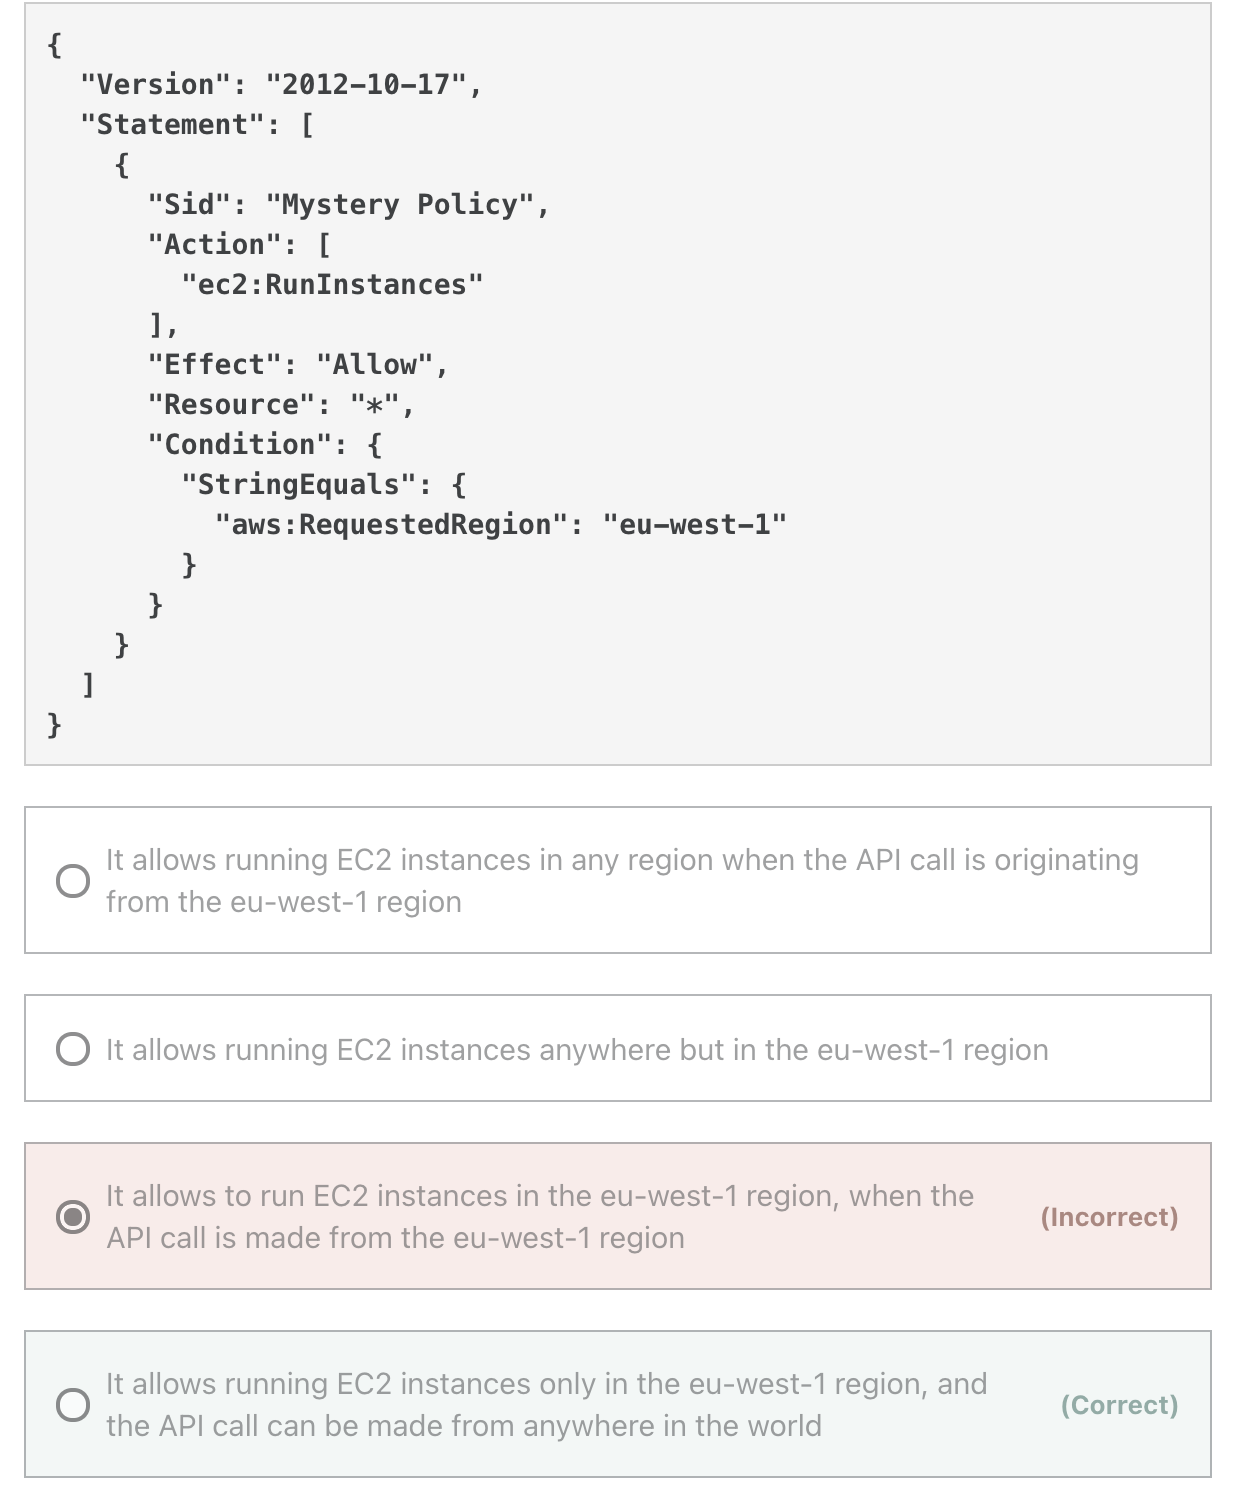 {
"Version": "2012-10-17",
"Statement": [
{
"Sid": "Mystery Policy",
"Action": [
"ec2:RunInstances"
],
"Effect": "Allow",
"Resource": "*",
"Condition": {
"StringEquals": {
"aws:RequestedRegion": "eu-west-1"
}
}
}
]
}
It allows running EC2 instances in any region when the API call is originating
from the eu-west-1 region
It allows running EC2 instances anywhere but in the eu-west-1 region
It allows to run EC2 instances in the eu-west-1 region, when the
API call is made from the eu-west-1 region
(Incorrect)
It allows running EC2 instances only in the eu-west-1 region, and
the API call can be made from anywhere in the world
(Correct)